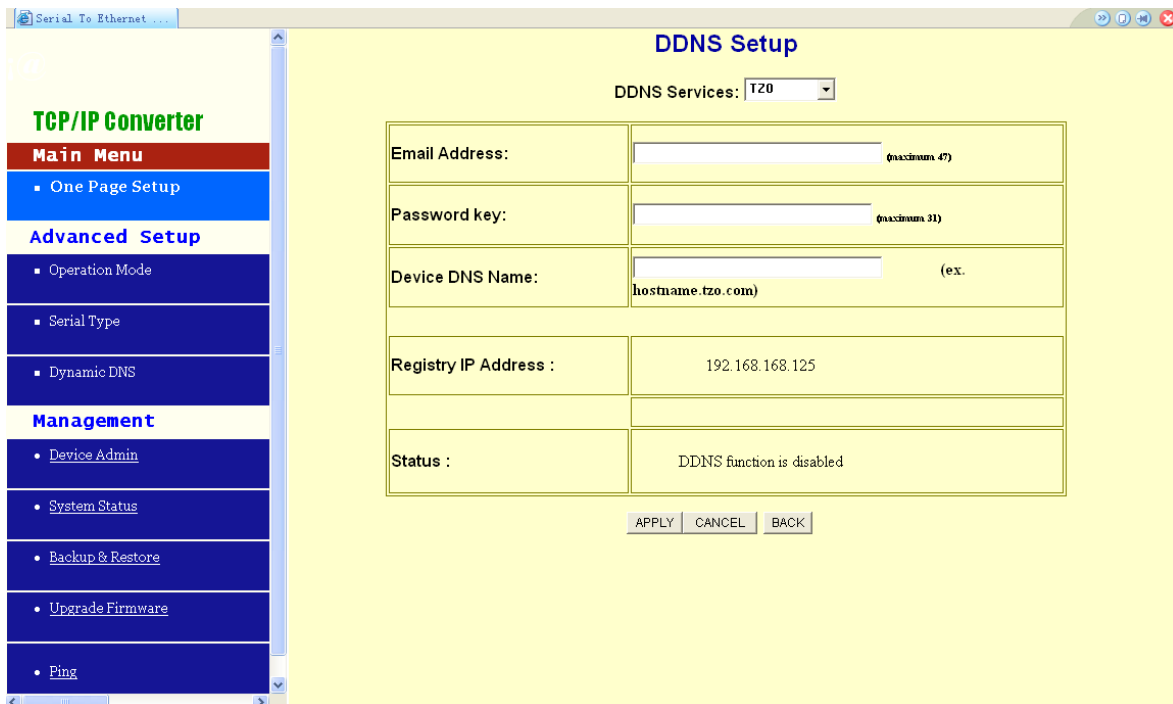 Serial To Ethernet ...
TCP/IP Converter
Main Menu
One Page Setup
Advanced Setup
Operation Mode
Serial Type
Dynamic DNS
Management
Device Admin
System Status
Backup & Restore
Upgrade Firmware
Ping
DDNS Setup
DDNS Services: TZO
Email Address: (maximum 47)
Password key: (maximum 31)
Device DNS Name: (ex.
hostname.tzo.com)
Registry IP Address : 192.168.168.125
Status : DDNS function is disabled
APPLY CANCEL BACK